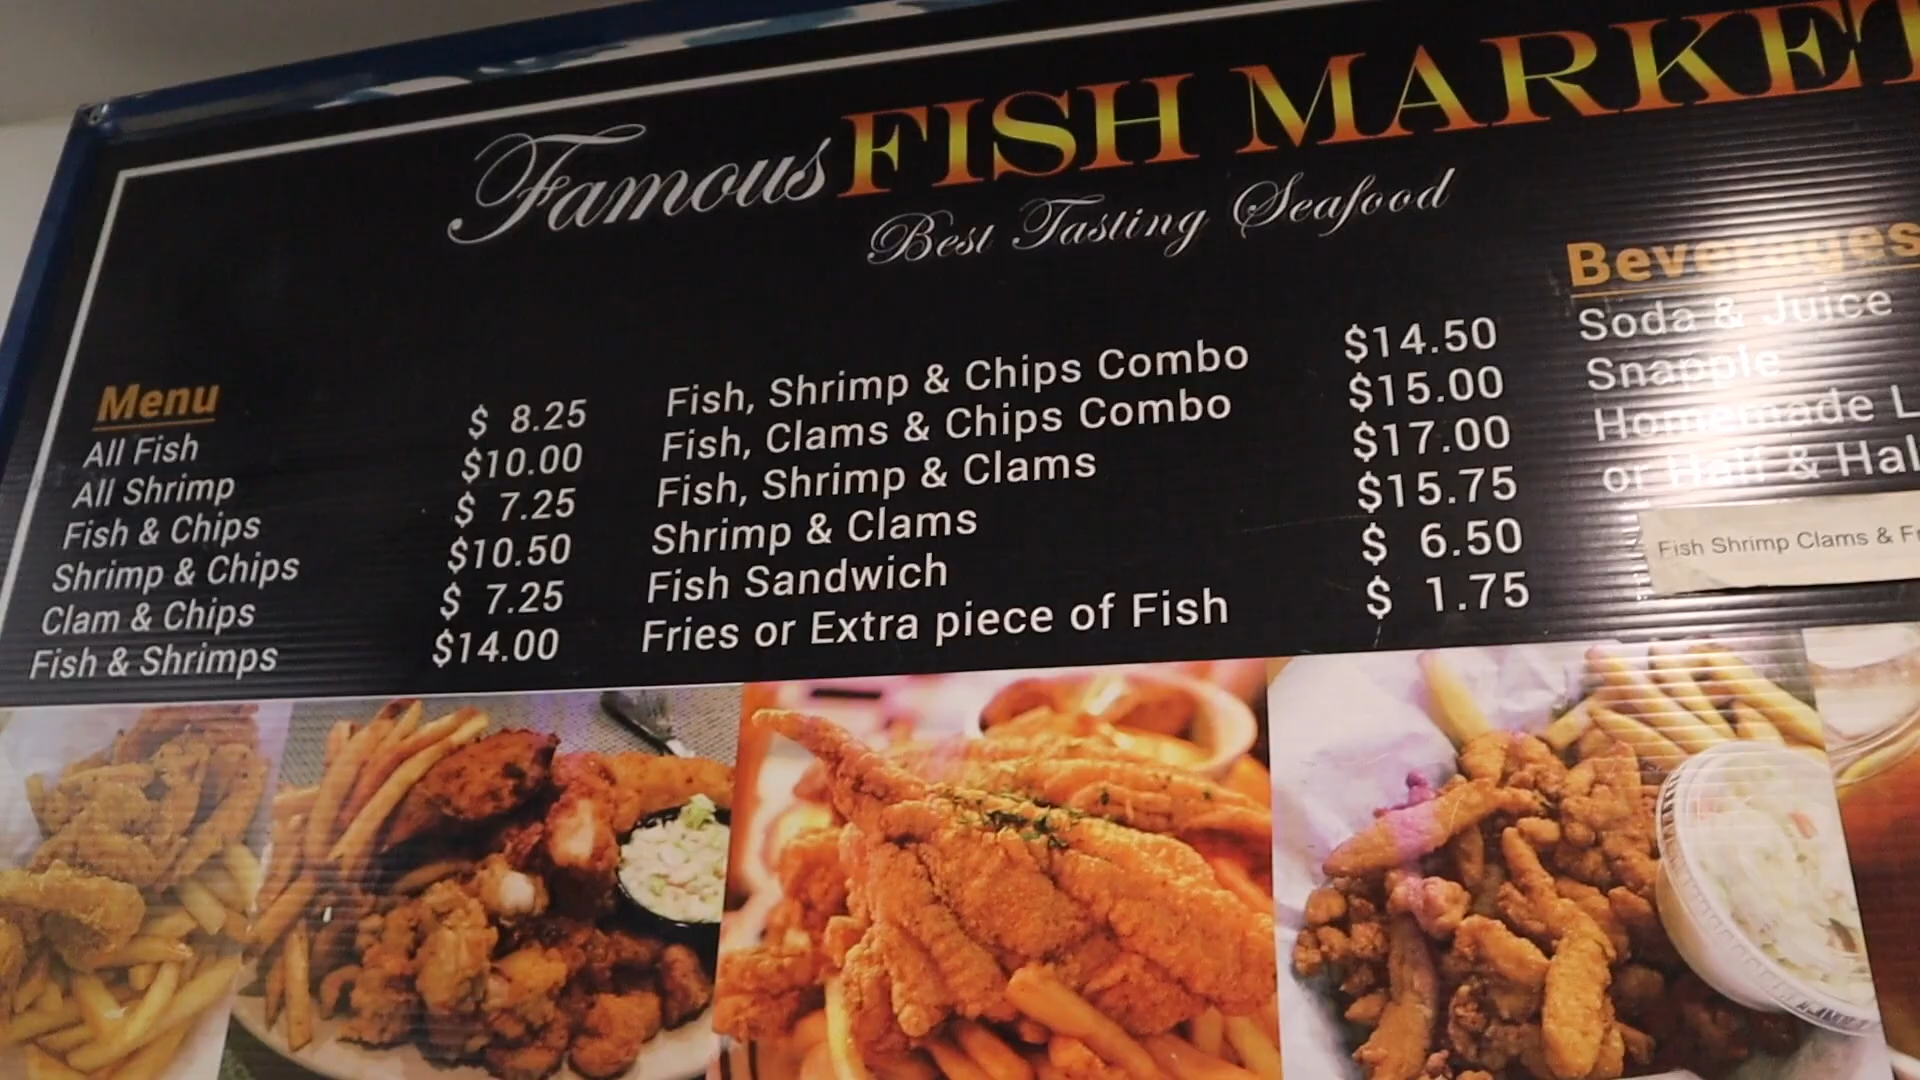 Famous FISH MARKET
Best Tasting Seafood
Menu
All Fish $ 8.25
All Shrimp $10.00
Fish & Chips $ 7.25
Shrimp & Chips $10.50
Clam & Chips $ 7.25
Fish & Shrimps $14.00
Fish, Shrimp & Chips Combo $14.50
Fish, Clams & Chips Combo $15.00
Fish, Shrimp & Clams $17.00
Shrimp & Clams $15.75
Fish Sandwich $ 6.50
Fries or Extra piece of Fish $ 1.75
Beverages
Soda & Juice
Snapple
Homemade
or Half &
Fish Shrimp Clams &